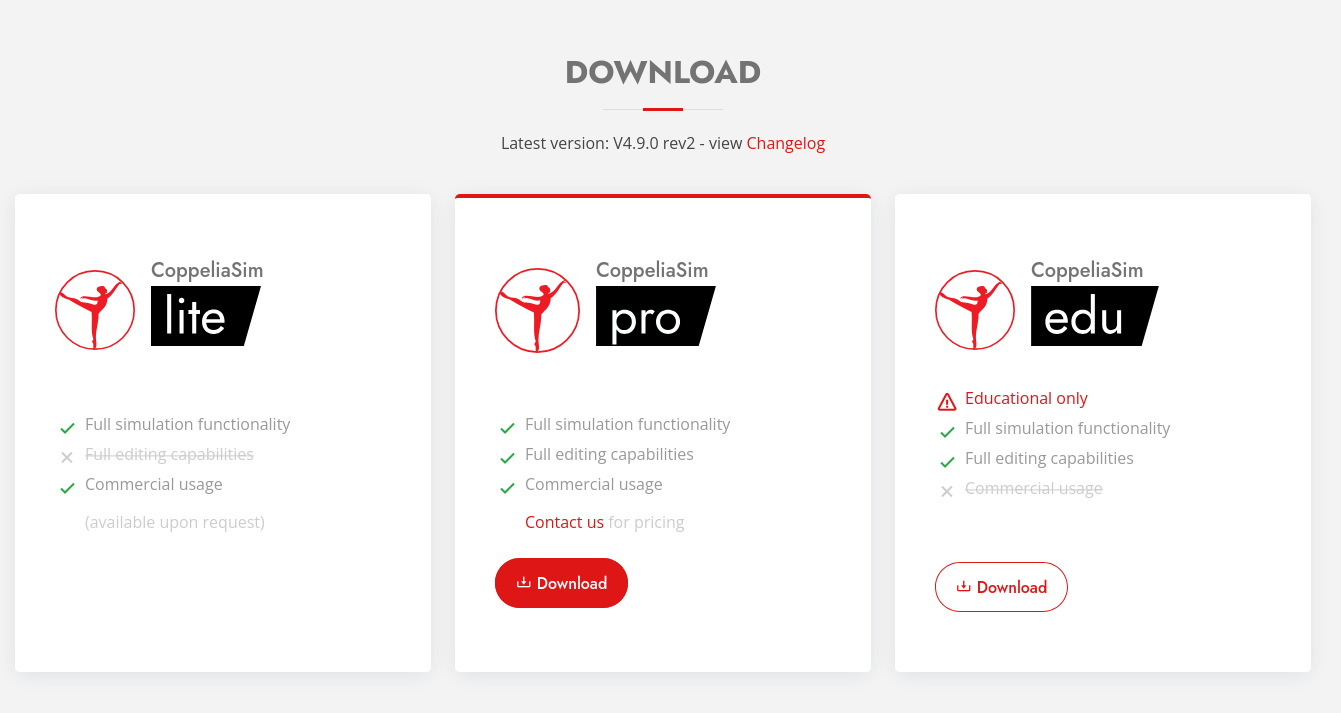 DOWNLOAD
Latest version: V4.9.0 rev2 - view Changelog
CoppeliaSim
lite
Full simulation functionality
Full editing capabilities
Commercial usage
(available upon request)
CoppeliaSim
pro
Full simulation functionality
Full editing capabilities
Commercial usage
Contact us for pricing
Download
CoppeliaSim
edu
Educational only
Full simulation functionality
Full editing capabilities
Commercial usage
Download